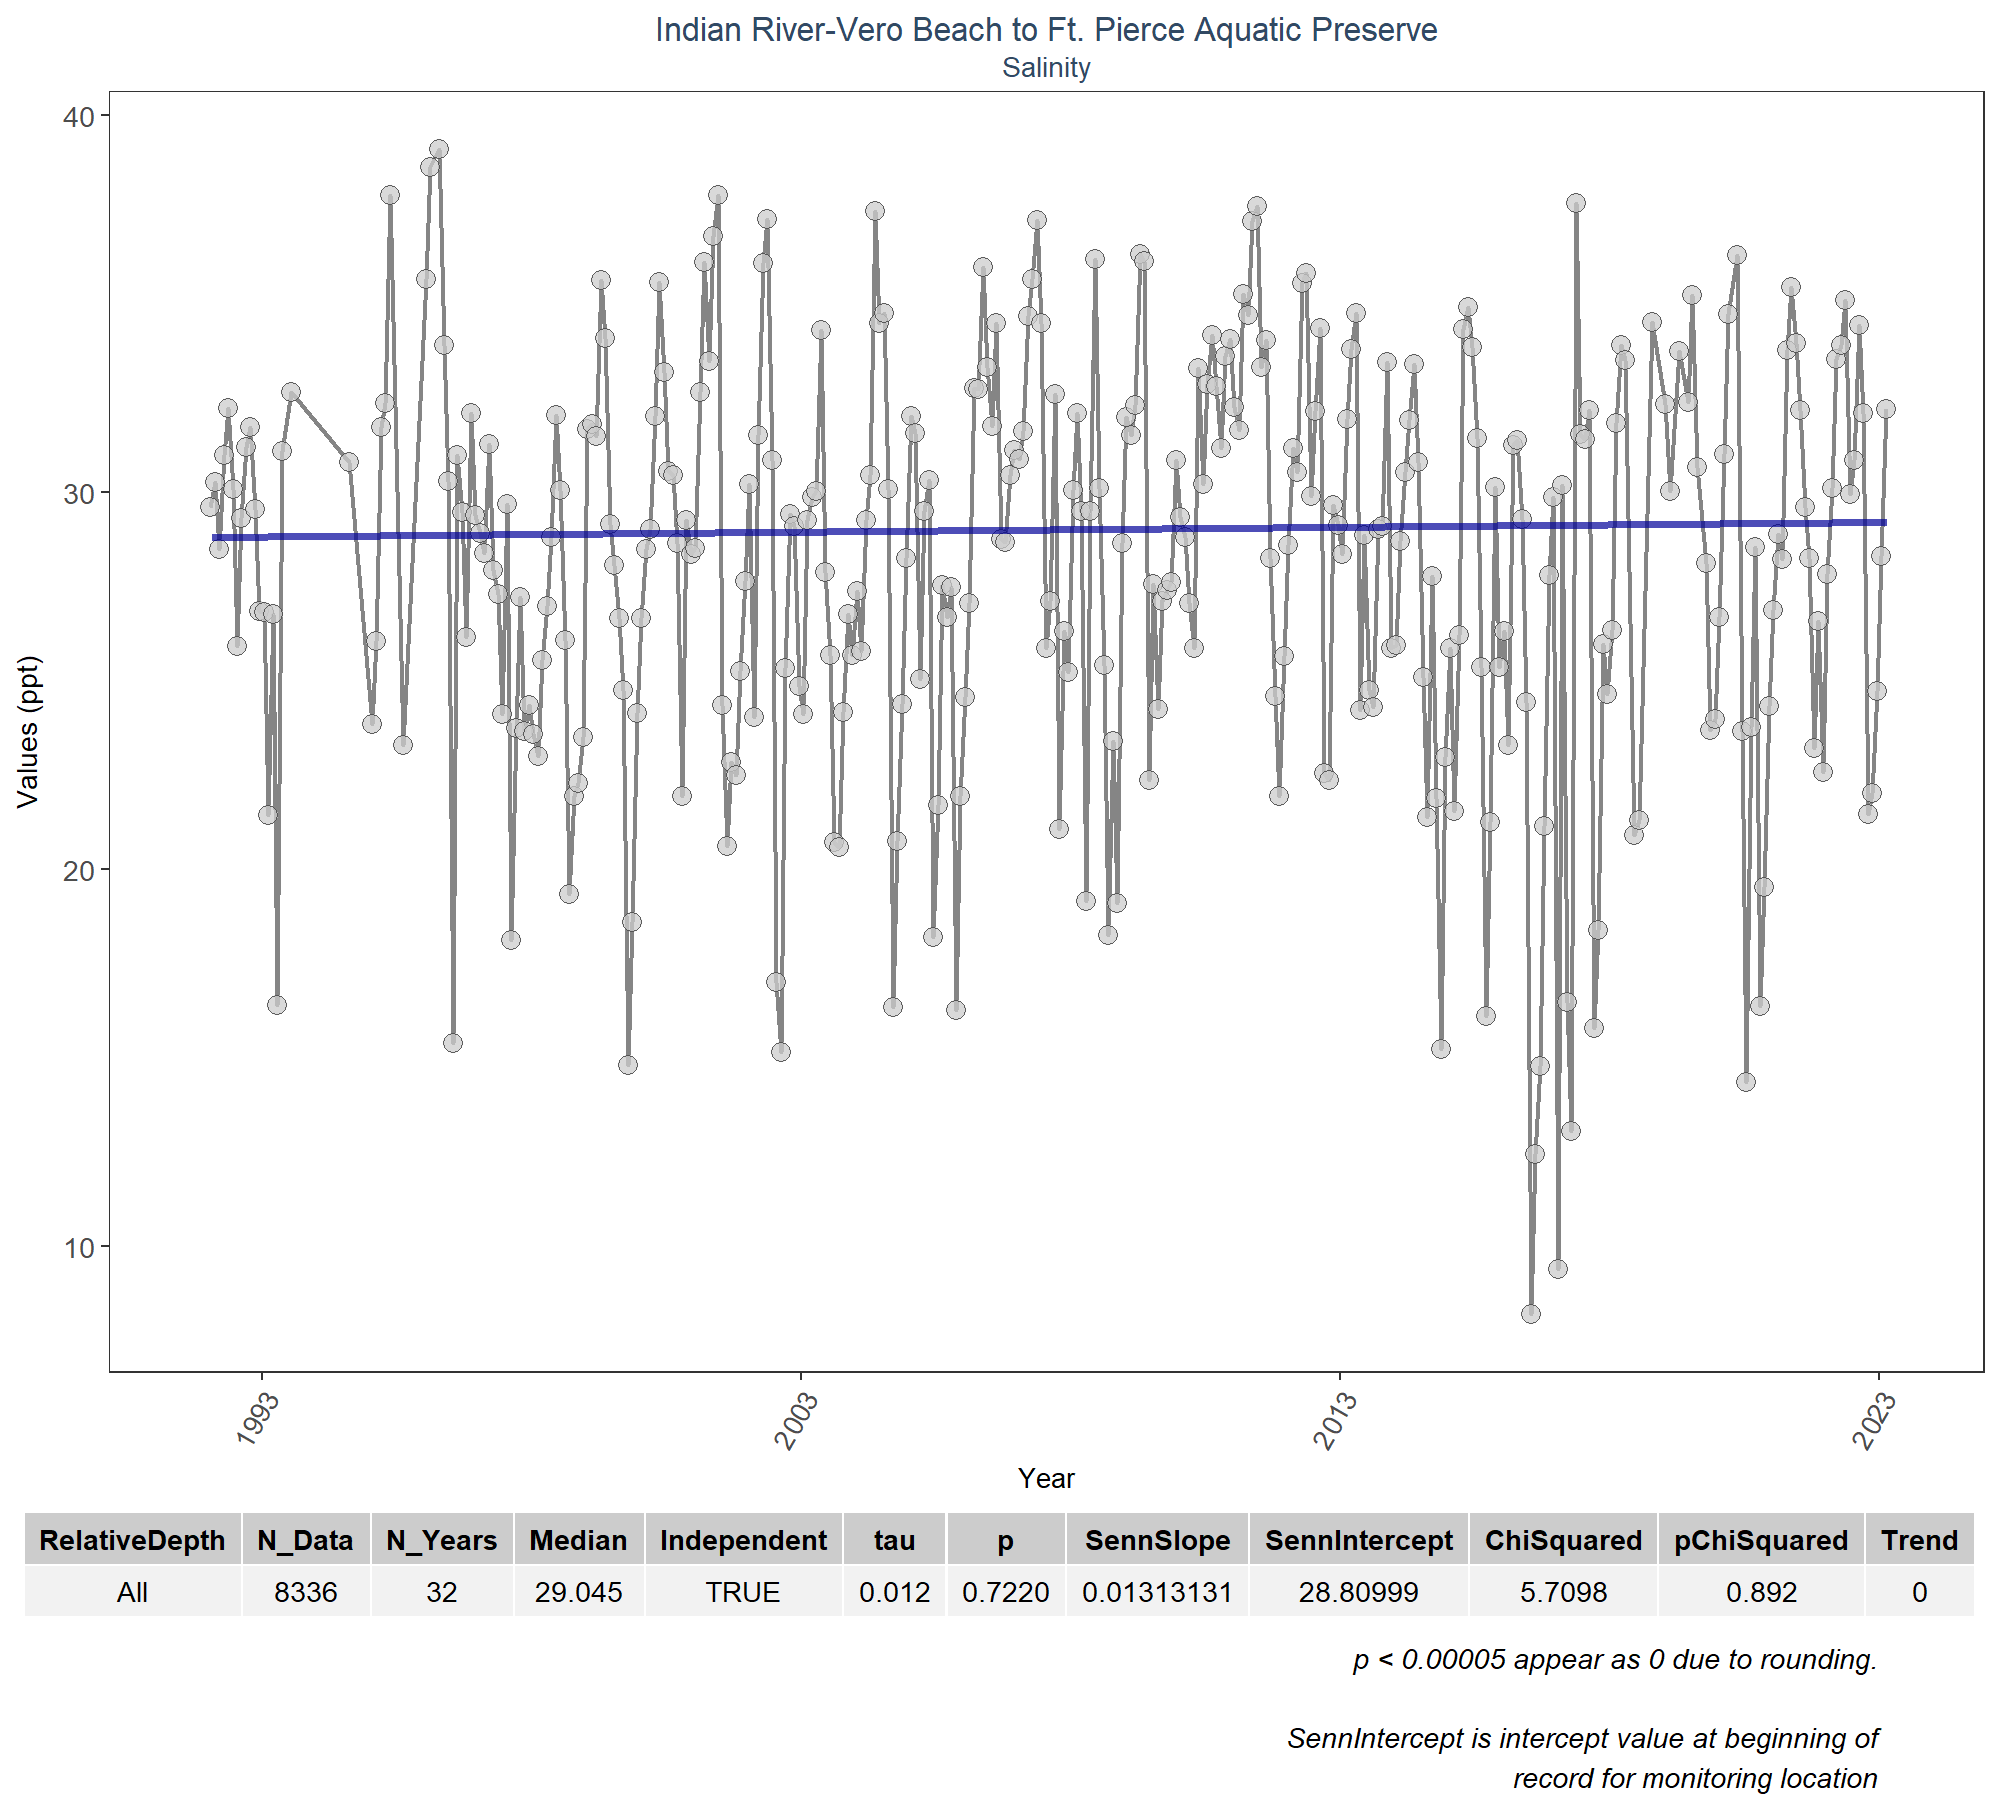 Indian River-Vero Beach to Ft. Pierce Aquatic Preserve
Salinity
40
30
20
10
Values (ppt)
1993
2003
2013
2023
Year
RelativeDepth N_Data N_Years Median Independent tau p SennSlope SennIntercept ChiSquared pChiSquared Trend
All 8336 32 29.045 TRUE 0.012 0.7220 0.01313131 28.80999 5.7098 0.892 0
p < 0.00005 appear as 0 due to rounding.
SennIntercept is intercept value at beginning of
record for monitoring location